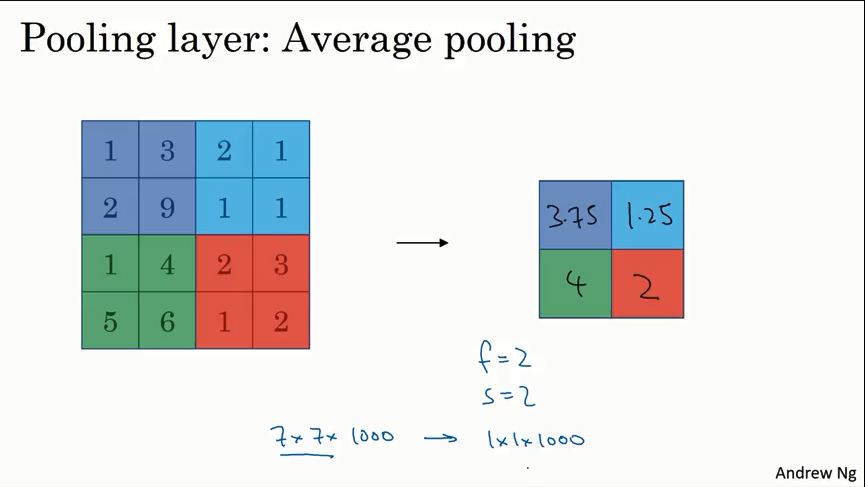 Pooling layer: Average pooling
1 3 2 1
2 9 1 1
1 4 2 3
5 6 1 2
3.75 1.25
4 2
f=2
s=2
7×7×1000 → 1×1×1000
Andrew Ng